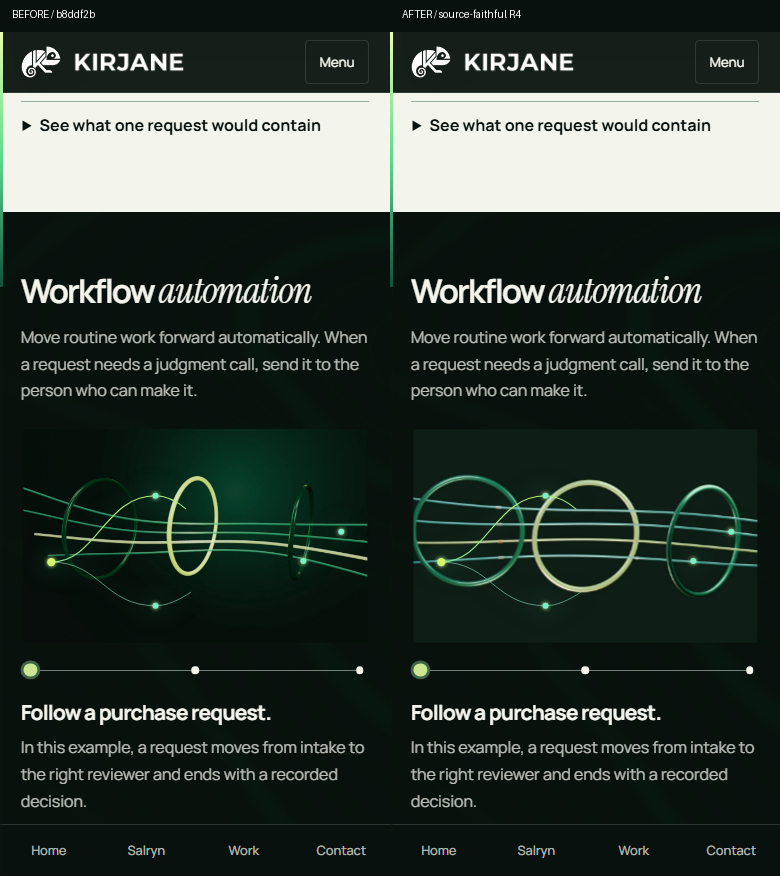 BEFORE / b8ddf2b
KIRJANE
Menu
▶ See what one request would contain
Workflow automation
Move routine work forward automatically. When
a request needs a judgment call, send it to the
person who can make it.
Follow a purchase request.
In this example, a request moves from intake to
the right reviewer and ends with a recorded
decision.
Home Salryn Work Contact
AFTER / source-faithful R4
KIRJANE
Menu
▶ See what one request would contain
Workflow automation
Move routine work forward automatically. When
a request needs a judgment call, send it to the
person who can make it.
Follow a purchase request.
In this example, a request moves from intake to
the right reviewer and ends with a recorded
decision.
Home Salryn Work Contact